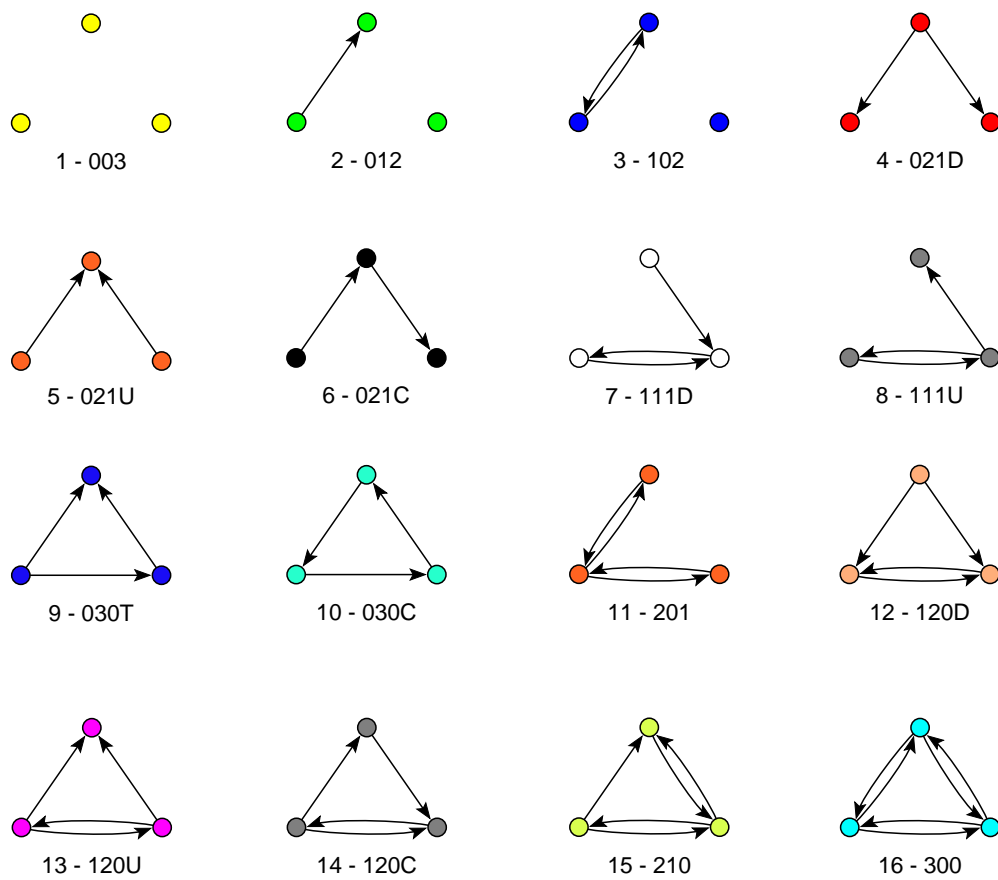 1 - 003
2 - 012
3 - 102
4 - 021D
5 - 021U
6 - 021C
7 - 111D
8 - 111U
9 - 030T
10 - 030C
11 - 201
12 - 120D
13 - 120U
14 - 120C
15 - 210
16 - 300